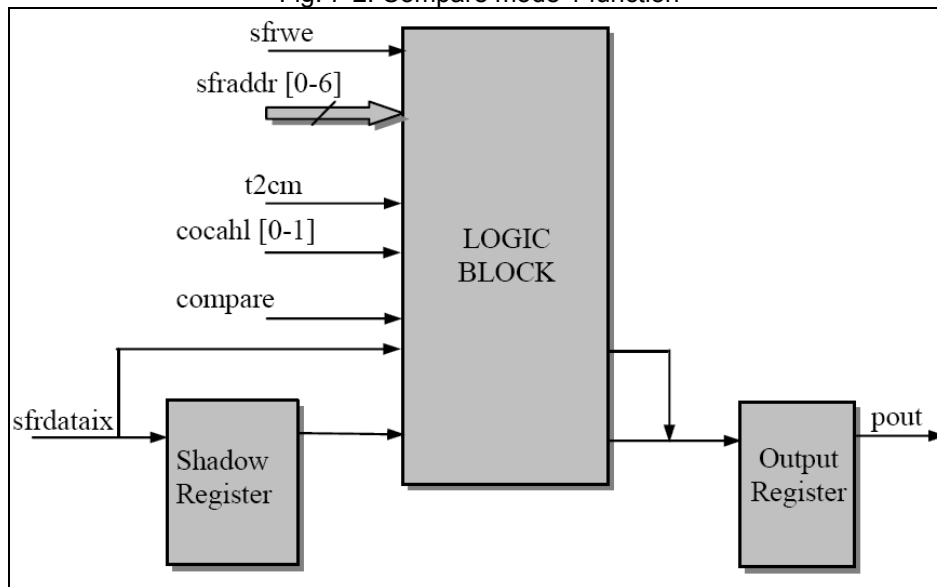 sfrwe
sfraddr [0-6]
t2cm
cocahl [0-1]
LOGIC
BLOCK
compare
sfrdataix
Shadow
Register
Output
Register
pout